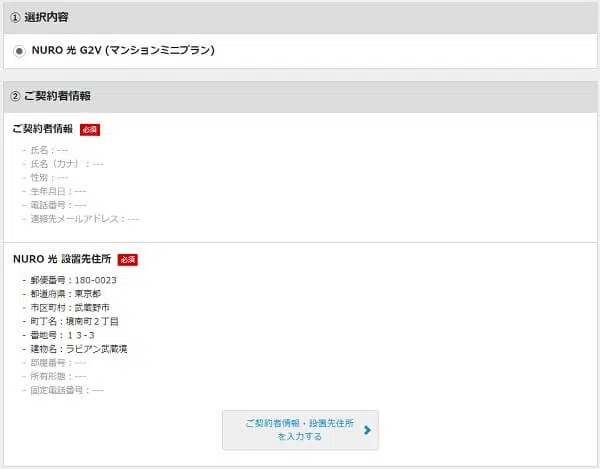 ① 選択内容
NURO 光 G2V (マンションミニプラン)
② ご契約者情報
ご契約者情報 必須
- 氏名：---
- 氏名（カナ）：---
- 性別：---
- 生年月日：---
- 電話番号：---
- 連絡先メールアドレス：---
NURO 光 設置先住所 必須
- 郵便番号：180-0023
- 都道府県：東京都
- 市区町村：武蔵野市
- 町丁名：境南町２丁目
- 番地号：１３-３
- 建物名：ラビアン武蔵境
- 部屋番号：---
- 所有形態：---
- 固定電話番号：---
ご契約者情報・設置先住所
を入力する